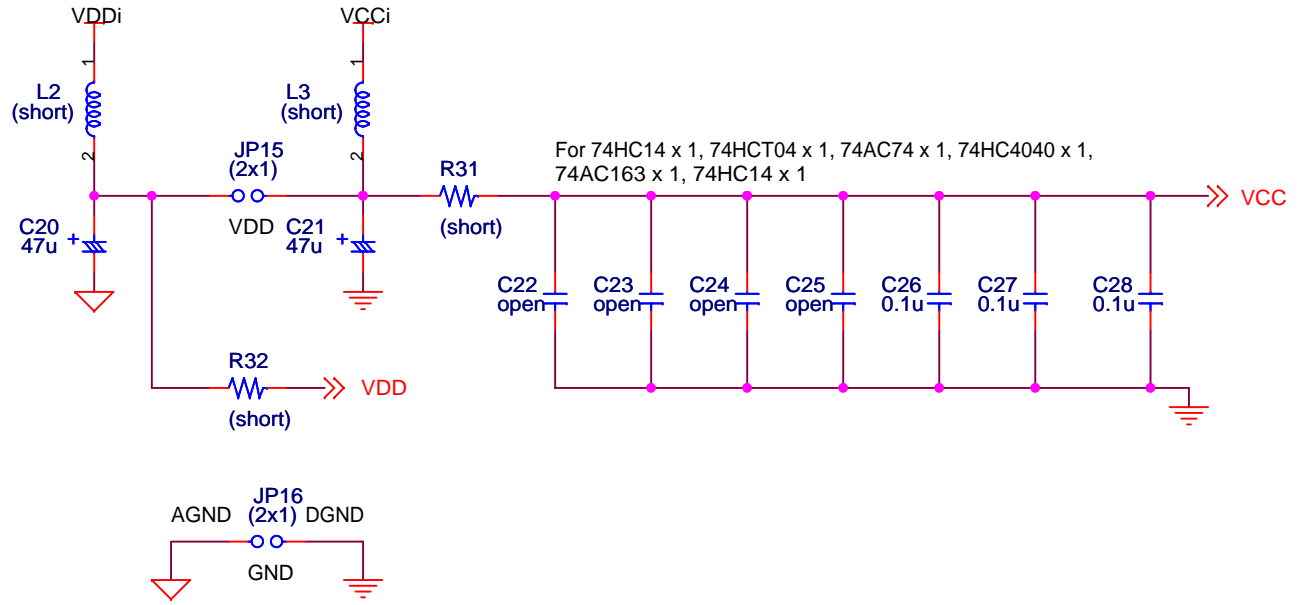 VDDi
VCCi
1
1
L2
(short)
L3
(short)
2
2
JP15
(2x1)
R31
(short)
For 74HC14 x 1, 74HCT04 x 1, 74AC74 x 1, 74HC4040 x 1,
74AC163 x 1, 74HC14 x 1
VCC
VDD
C20
47u
+
C21
47u
+
C22
open
C23
open
C24
open
C25
open
C26
0.1u
C27
0.1u
C28
0.1u
R32
(short)
VDD
JP16
AGND (2x1) DGND
GND